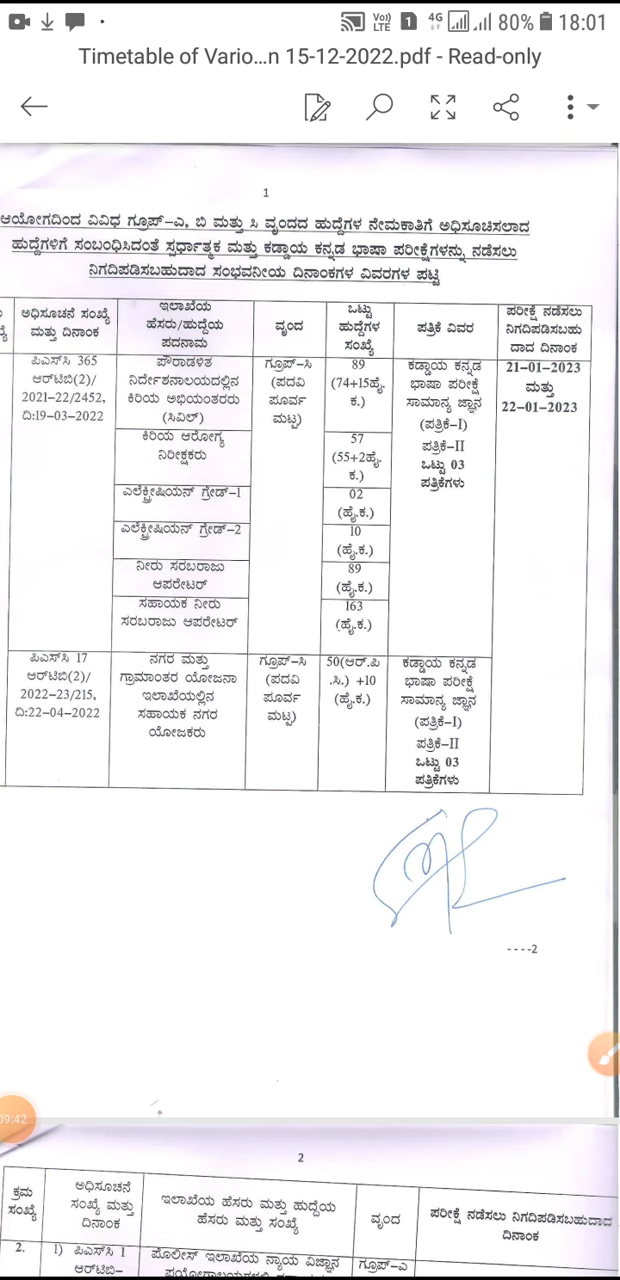 Vo)) LTE 1 4G 80% 18:01
Timetable of Vario...n 15-12-2022.pdf - Read-only
1
ಆಯೋಗದಿಂದ ವಿವಿಧ ಗ್ರೂಪ್-ಎ, ಬಿ ಮತ್ತು ಸಿ ವೃಂದದ ಹುದ್ದೆಗಳ ನೇಮಕಾತಿಗೆ ಅಧಿಸೂಚಿಸಲಾದ
ಹುದ್ದೆಗಳಿಗೆ ಸಂಬಂಧಿಸಿದಂತೆ ಸ್ಪರ್ಧಾತ್ಮಕ ಮತ್ತು ಕಡ್ಡಾಯ ಕನ್ನಡ ಭಾಷಾ ಪರೀಕ್ಷೆಗಳನ್ನು ನಡೆಸಲು
ನಿಗದಿಪಡಿಸಬಹುದಾದ ಸಂಭವನೀಯ ದಿನಾಂಕಗಳ ವಿವರಗಳ ಪಟ್ಟಿ
ಅಧಿಸೂಚನೆ ಸಂಖ್ಯೆ
ಮತ್ತು ದಿನಾಂಕ
ಇಲಾಖೆಯ
ಹೆಸರು/ಹುದ್ದೆಯ
ಪದನಾಮ
ವೃಂದ
ಒಟ್ಟು
ಹುದ್ದೆಗಳ
ಸಂಖ್ಯೆ
ಪತ್ರಿಕೆ ವಿವರ
ಪರೀಕ್ಷೆ ನಡೆಸಲು
ನಿಗದಿಪಡಿಸಬಹು
ದಾದ ದಿನಾಂಕ
ಪಿಎಸ್‌ಸಿ 365
ಆರ್‌ಟಿಬಿ(2)/
2021-22/2452,
ದಿ:19-03-2022
ಪೌರಾಡಳಿತ
ನಿರ್ದೇಶನಾಲಯದಲ್ಲಿನ
ಕಿರಿಯ ಅಭಿಯಂತರರು
(ಸಿವಿಲ್)
ಗ್ರೂಪ್-ಸಿ
(ಪದವಿ
ಪೂರ್ವ
ಮಟ್ಟ)
89
(74+15ಹೈ.
ಕ.)
ಕಡ್ಡಾಯ ಕನ್ನಡ
ಭಾಷಾ ಪರೀಕ್ಷೆ
ಸಾಮಾನ್ಯ ಜ್ಞಾನ
(ಪತ್ರಿಕೆ-I)
ಪತ್ರಿಕೆ-II
ಒಟ್ಟು 03
ಪತ್ರಿಕೆಗಳು
21-01-2023
ಮತ್ತು
22-01-2023
ಕಿರಿಯ ಆರೋಗ್ಯ
ನಿರೀಕ್ಷಕರು
57
(55+2ಹೈ.
ಕ.)
ಎಲೆಕ್ಟ್ರೀಷಿಯನ್ ಗ್ರೇಡ್-1
02
(ಹೈ.ಕ.)
ಎಲೆಕ್ಟ್ರೀಷಿಯನ್ ಗ್ರೇಡ್-2
10
(ಹೈ.ಕ.)
ನೀರು ಸರಬರಾಜು
ಆಪರೇಟರ್
89
(ಹೈ.ಕ.)
ಸಹಾಯಕ ನೀರು
ಸರಬರಾಜು ಆಪರೇಟರ್
163
(ಹೈ.ಕ.)
ಪಿಎಸ್‌ಸಿ 17
ಆರ್‌ಟಿಬಿ(2)/
2022-23/215,
ದಿ:22-04-2022
ನಗರ ಮತ್ತು
ಗ್ರಾಮಾಂತರ ಯೋಜನಾ
ಇಲಾಖೆಯಲ್ಲಿನ
ಸಹಾಯಕ ನಗರ
ಯೋಜಕರು
ಗ್ರೂಪ್-ಸಿ
(ಪದವಿ
ಪೂರ್ವ
ಮಟ್ಟ)
50(ಆರ್.ಪಿ
.ಸಿ.) +10
(ಹೈ.ಕ.)
ಕಡ್ಡಾಯ ಕನ್ನಡ
ಭಾಷಾ ಪರೀಕ್ಷೆ
ಸಾಮಾನ್ಯ ಜ್ಞಾನ
(ಪತ್ರಿಕೆ-I)
ಪತ್ರಿಕೆ-II
ಒಟ್ಟು 03
ಪತ್ರಿಕೆಗಳು
----2
09:42
2
ಕ್ರಮ
ಸಂಖ್ಯೆ
ಅಧಿಸೂಚನೆ
ಸಂಖ್ಯೆ ಮತ್ತು
ದಿನಾಂಕ
ಇಲಾಖೆಯ ಹೆಸರು ಮತ್ತು ಹುದ್ದೆಯ
ಹೆಸರು ಮತ್ತು ಸಂಖ್ಯೆ
ವೃಂದ
ಪರೀಕ್ಷೆ ನಡೆಸಲು ನಿಗದಿಪಡಿಸಬಹುದಾದ
ದಿನಾಂಕ
2.
1) ಪಿಎಸ್‌ಸಿ 1
ಆರ್‌ಟಿಬಿ-
ಪೊಲೀಸ್ ಇಲಾಖೆಯ ನ್ಯಾಯ ವಿಜ್ಞಾನ
ಗ್ರೂಪ್-ಎ